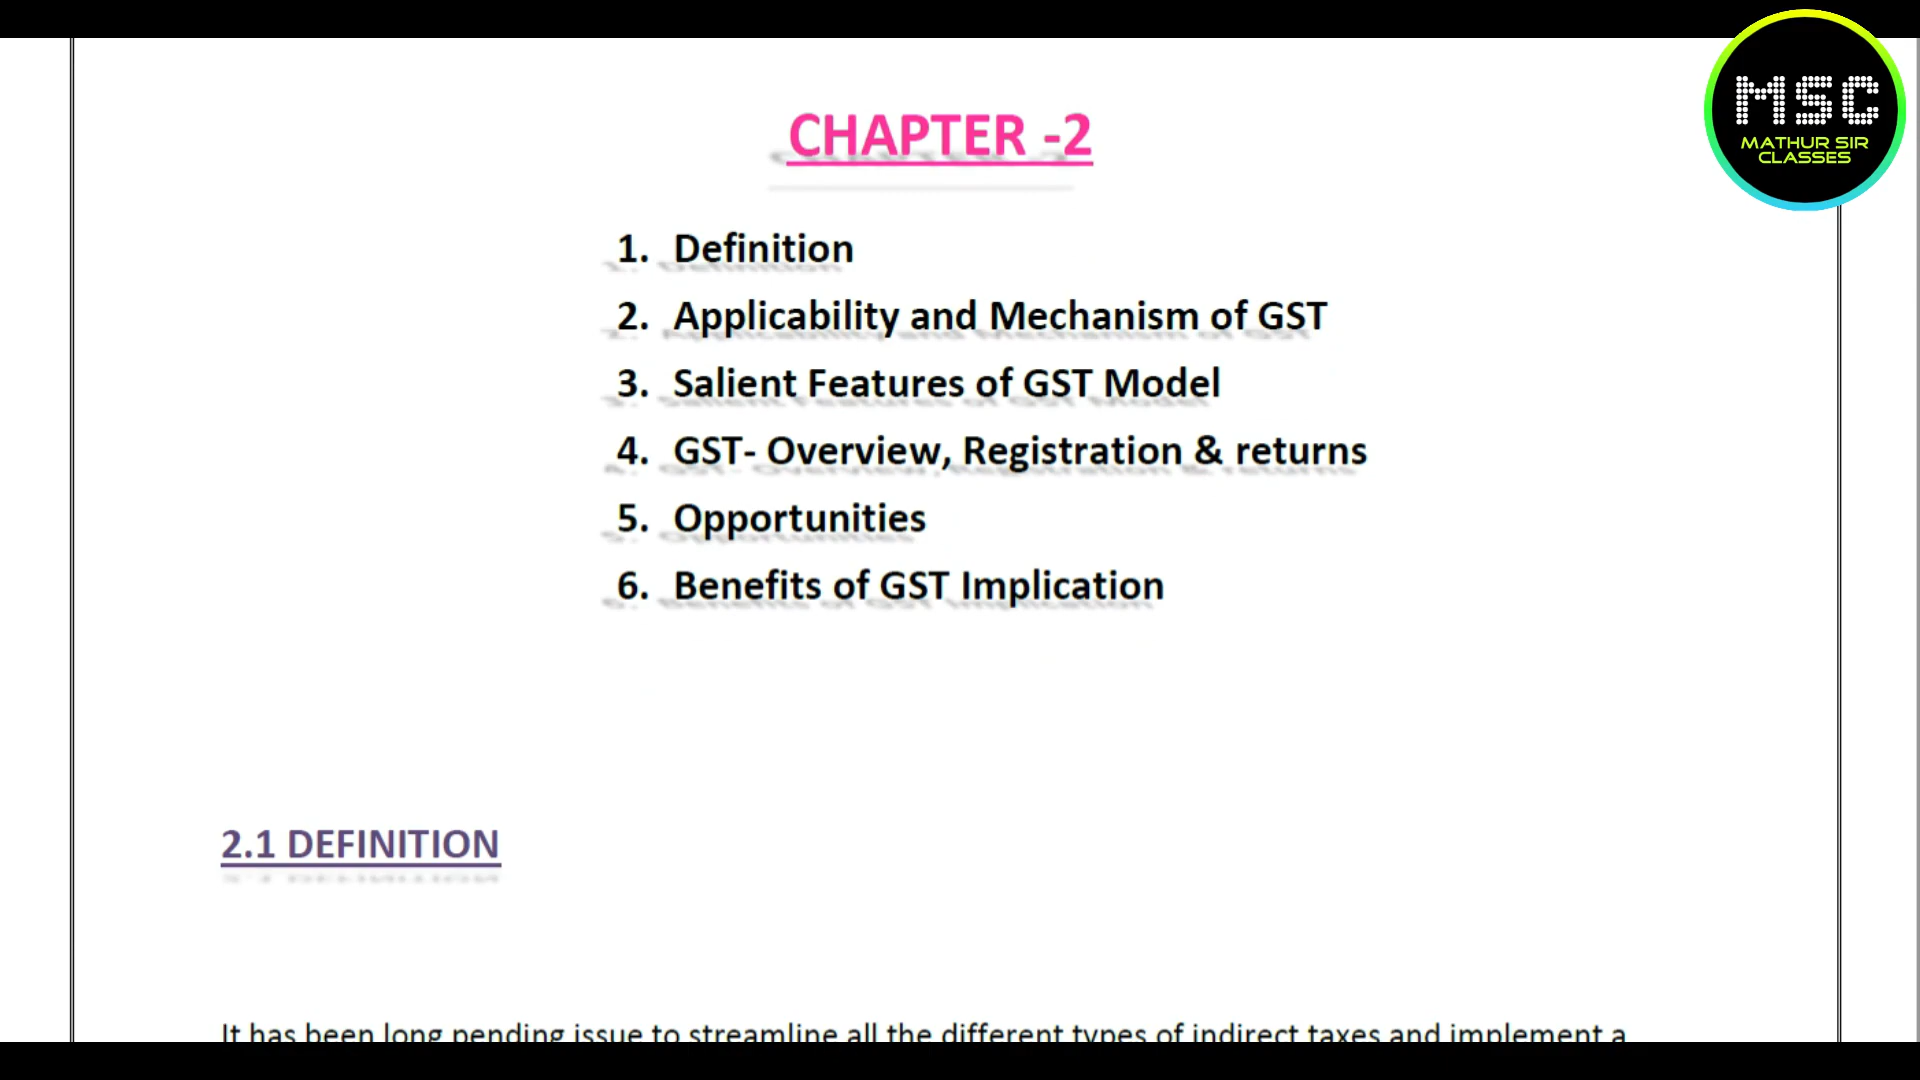 MSC
MATHUR SIR
CLASSES
CHAPTER -2
1. Definition
2. Applicability and Mechanism of GST
3. Salient Features of GST Model
4. GST- Overview, Registration & returns
5. Opportunities
6. Benefits of GST Implication
2.1 DEFINITION
It has been long pending issue to streamline all the different types of indirect taxes and implement a